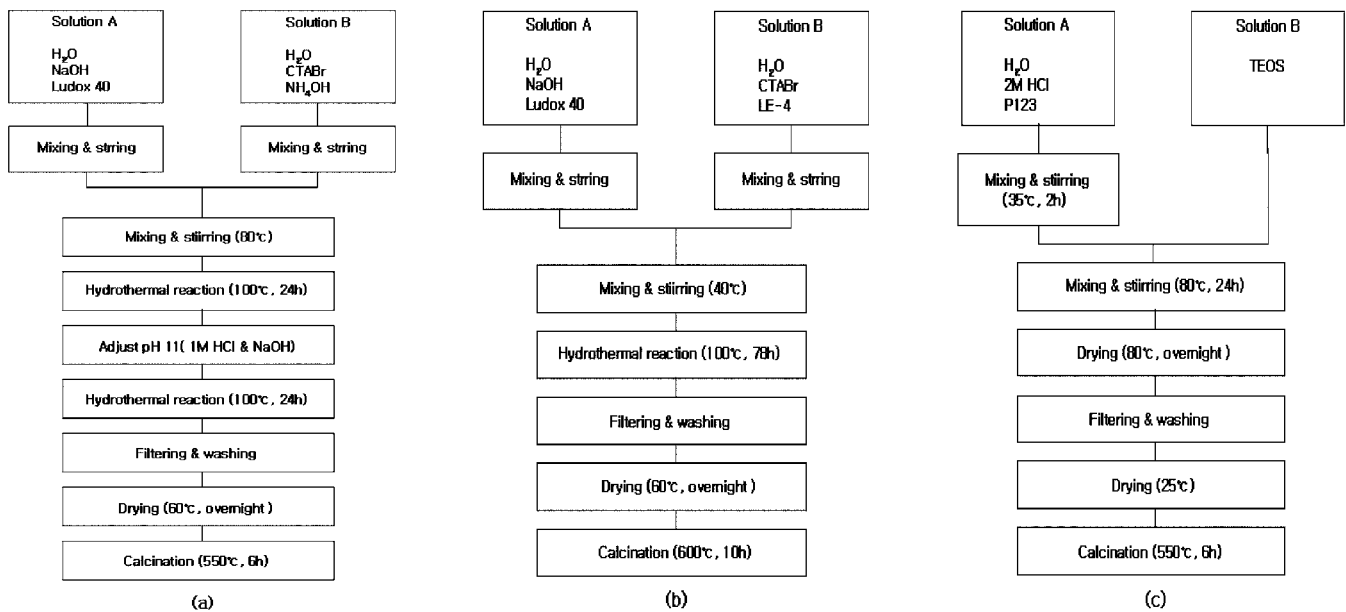 Solution A
H₂O
NaOH
Ludox 40
Solution B
H₂O
CTABr
NH₄OH
Mixing & strring
Mixing & strring
Mixing & stiirring (80℃)
Hydrothermal reaction (100℃, 24h)
Adjust pH 11( 1M HCl & NaOH)
Hydrothermal reaction (100℃, 24h)
Filtering & washing
Drying (60℃, overnight )
Calcination (550℃, 6h)
(a)
Solution A
H₂O
NaOH
Ludox 40
Solution B
H₂O
CTABr
LE-4
Mixing & strring
Mixing & strring
Mixing & stiirring (40℃)
Hydrothermal reaction (100℃, 78h)
Filtering & washing
Drying (60℃, overnight )
Calcination (600℃, 10h)
(b)
Solution A
H₂O
2M HCl
P123
Solution B
TEOS
Mixing & stiirring
(35℃, 2h)
Mixing & stiirring (80℃, 24h)
Drying (80℃, overnight )
Filtering & washing
Drying (25℃)
Calcination (550℃, 6h)
(c)